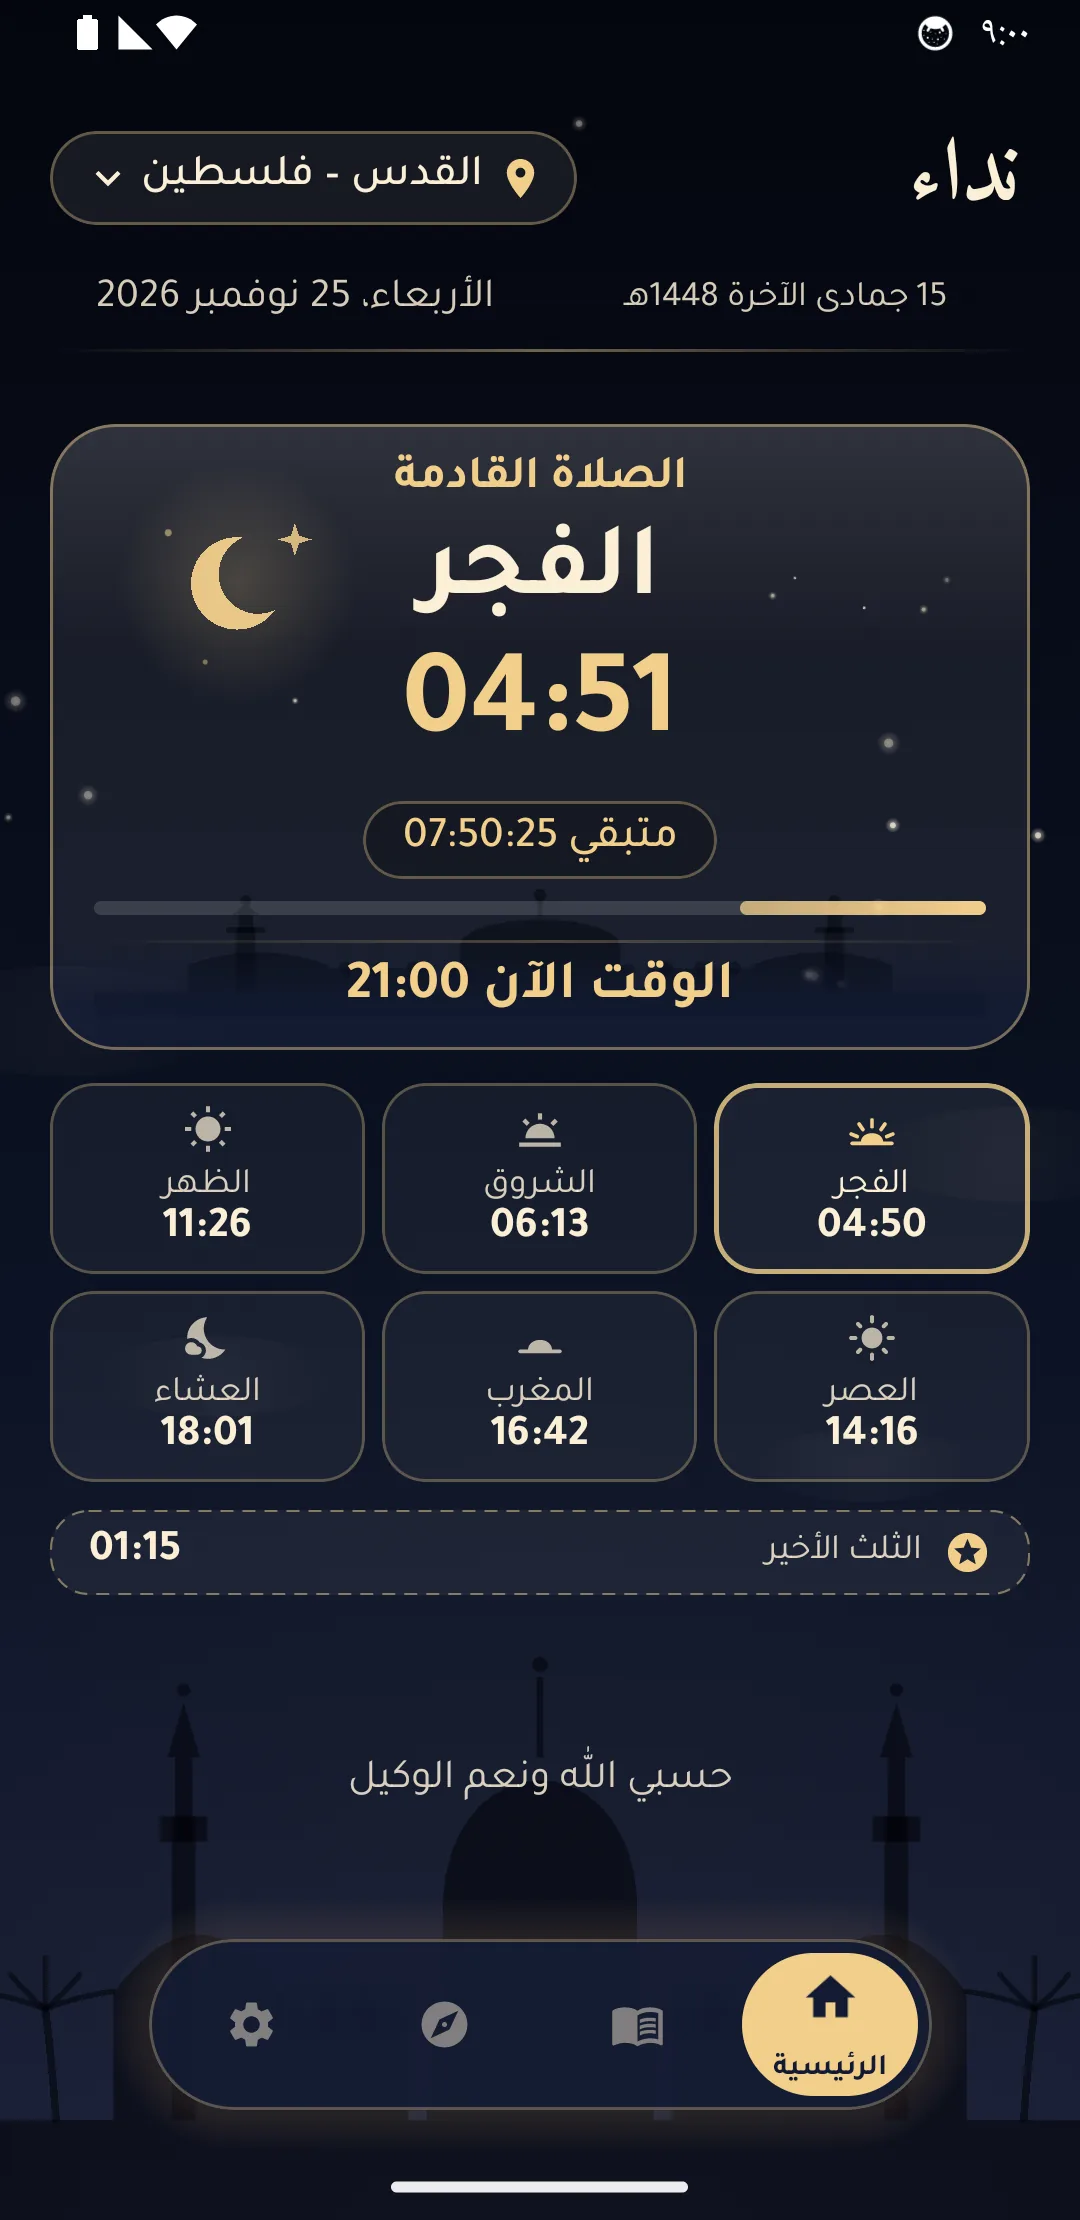 ٩:٠٠
نداء
القدس - فلسطين
15 جمادى الآخرة 1448هـ
الأربعاء، 25 نوفمبر 2026
الصلاة القادمة
الفجر
04:51
متبقي 07:50:25
الوقت الآن 21:00
الفجر
04:50
الشروق
06:13
الظهر
11:26
العصر
14:16
المغرب
16:42
العشاء
18:01
الثلث الأخير
01:15
حسبي الله ونعم الوكيل
الرئيسية